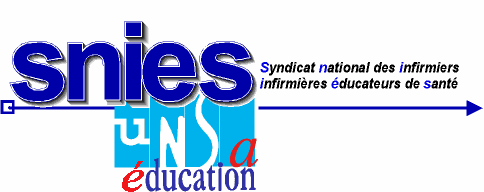 snies
Syndicat national des infirmiers
infirmières éducateurs de santé
uNSa
éducation